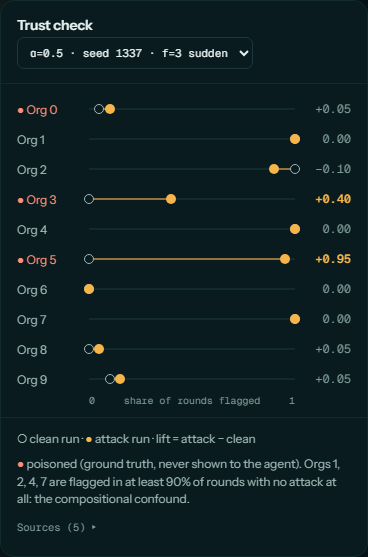 Trust check
α=0.5 · seed 1337 · f=3 sudden
● Org 0 +0.05
Org 1 0.00
Org 2 −0.10
● Org 3 +0.40
Org 4 0.00
● Org 5 +0.95
Org 6 0.00
Org 7 0.00
Org 8 +0.05
Org 9 +0.05
0 share of rounds flagged 1
○ clean run · ● attack run · lift = attack − clean
● poisoned (ground truth, never shown to the agent). Orgs 1,
2, 4, 7 are flagged in at least 90% of rounds with no attack at
all: the compositional confound.
Sources (5) ▸